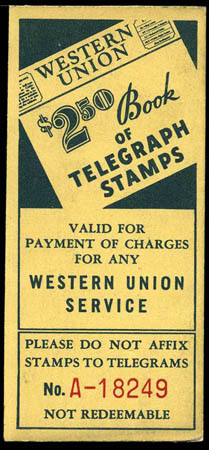 WESTERN
UNION
$2.50 Book
OF
TELEGRAPH
STAMPS
VALID FOR
PAYMENT OF CHARGES
FOR ANY
WESTERN UNION
SERVICE
PLEASE DO NOT AFFIX
STAMPS TO TELEGRAMS
No. A-18249
NOT REDEEMABLE